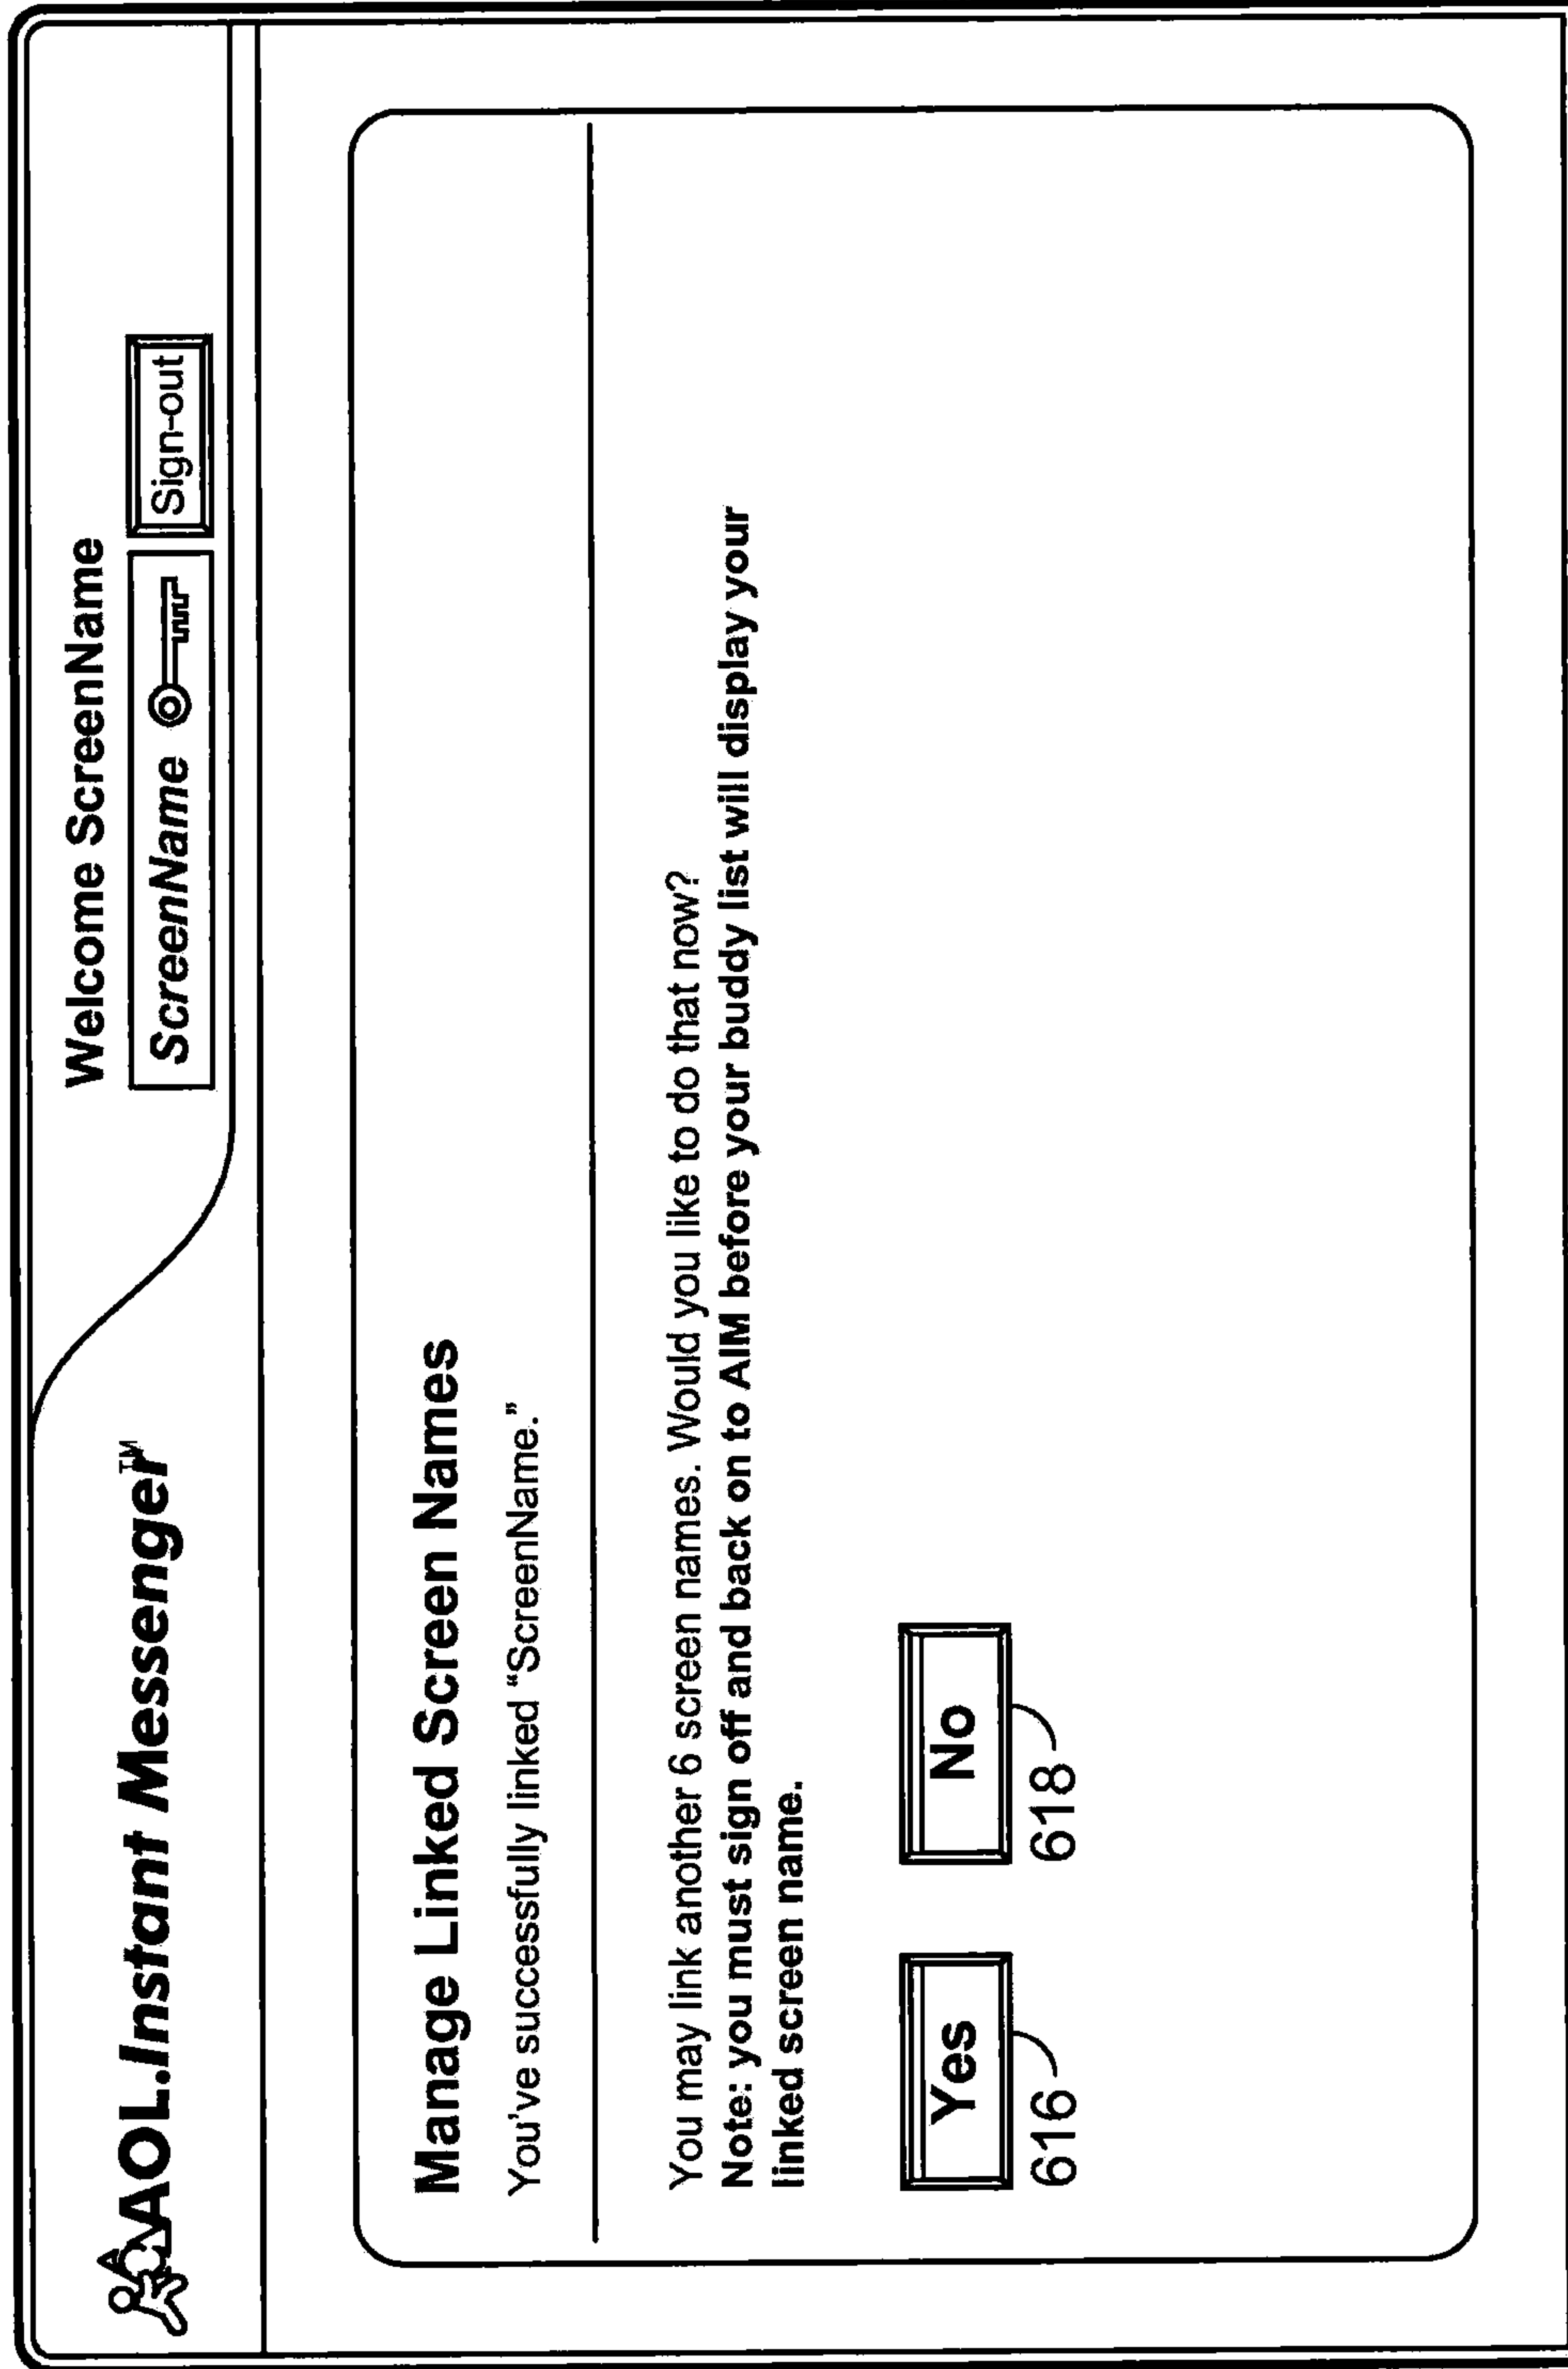 AOL.Instant Messenger™
Welcome ScreenName
ScreenName
Sign-out
Manage Linked Screen Names
You've successfully linked “ScreenName.”
You may link another 6 screen names. Would you like to do that now?
Note: you must sign off and back on to AIM before your buddy list will display your
linked screen name.
Yes
No
616
618